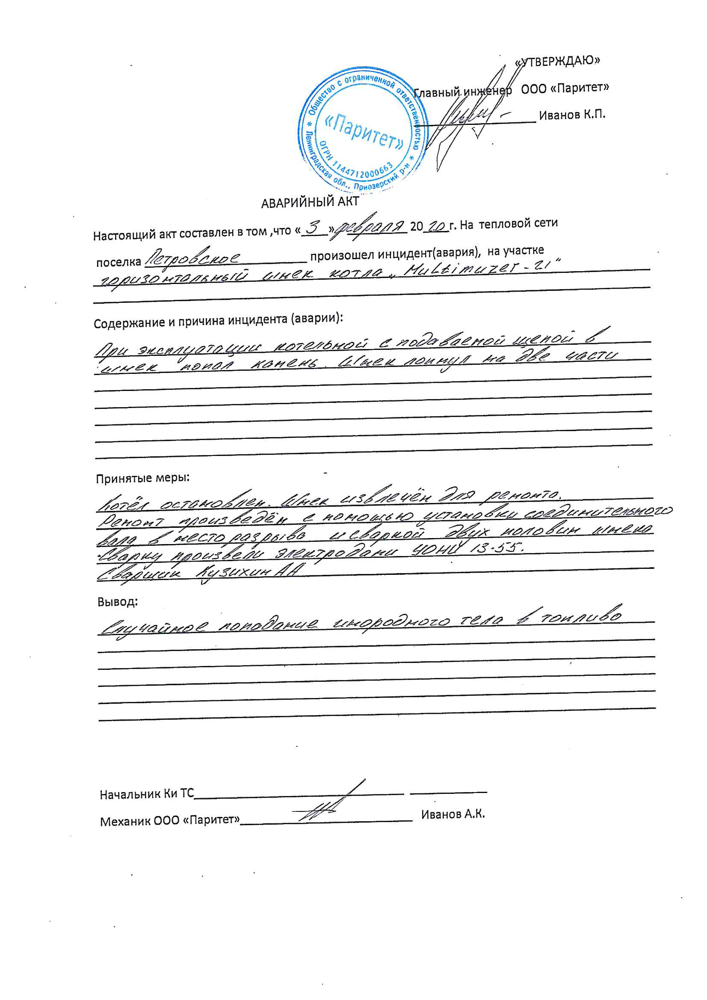 «УТВЕРЖДАЮ»
Главный инженер ООО «Паритет»
Иванов К.П.
* Общество с ограниченной ответственностью *
Ленинградская обл., Приозерский р-н
«Паритет»
ОГРН 1144712000663
АВАРИЙНЫЙ АКТ
Настоящий акт составлен в том ,что « 3 » февраля 20 20 г. На тепловой сети
поселка Петровское произошел инцидент(авария), на участке
горизонтальный шнек котла „Multimuzer-21"
Содержание и причина инцидента (аварии):
При эксплуатации котельной с подаваемой щепой в
шнек попал камень. Шнек лопнул на две части
Принятые меры:
Котёл остановлен. Шнек извлечён для ремонта.
Ремонт произведён с помощью установки соединительного
вала в место разрыва и сваркой двух половин шнека
Сварку произвели электродами УОНИ 13-55.
Сварщик Кузихин АА
Вывод:
Случайное попадание инородного тела в топливо
Начальник Ки ТС
Механик ООО «Паритет» Иванов А.К.